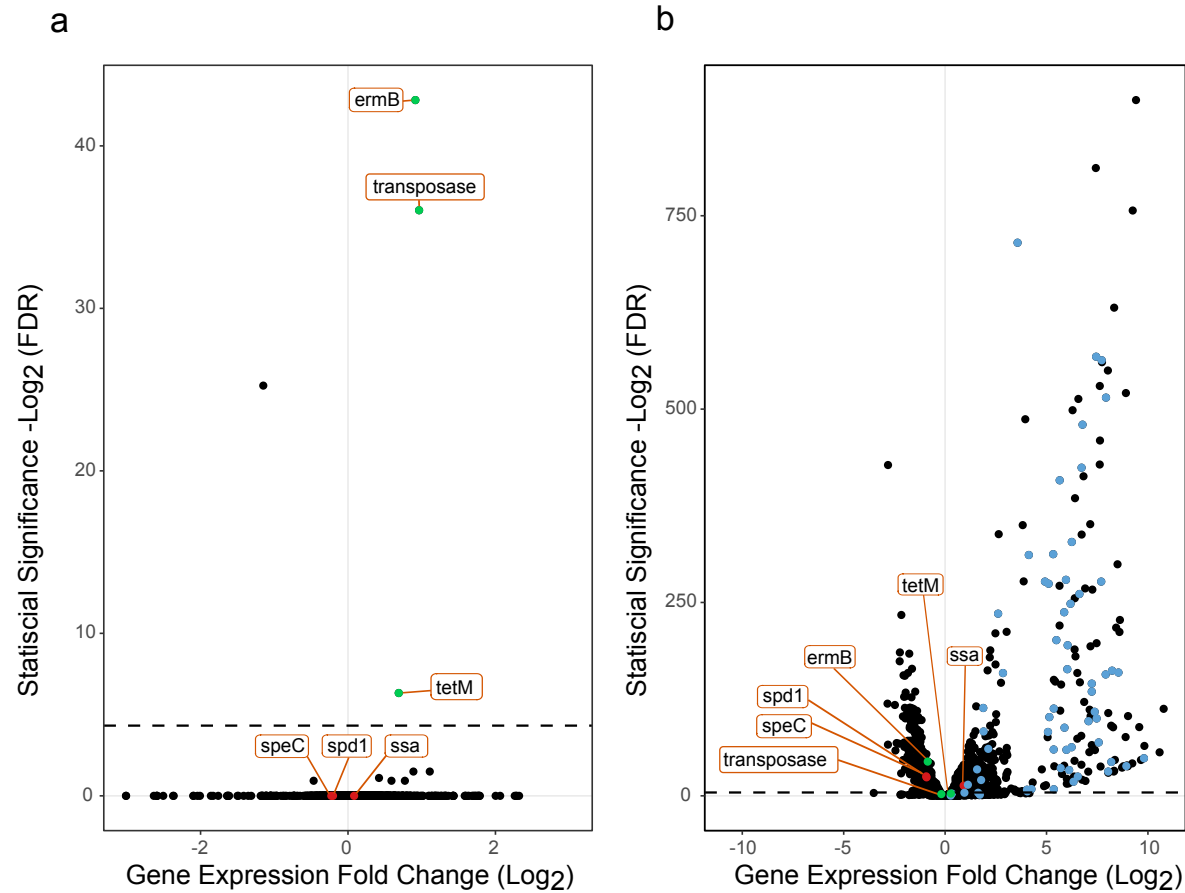 a
Statiscial Significance -Log2 (FDR)
40
30
20
10
0
ermB
transposase
tetM
speC
spd1
ssa
-2
0
2
Gene Expression Fold Change (Log2)
b
Statiscial Significance -Log2 (FDR)
750
500
250
0
tetM
ermB
ssa
spd1
speC
transposase
-10
-5
0
5
10
Gene Expression Fold Change (Log2)